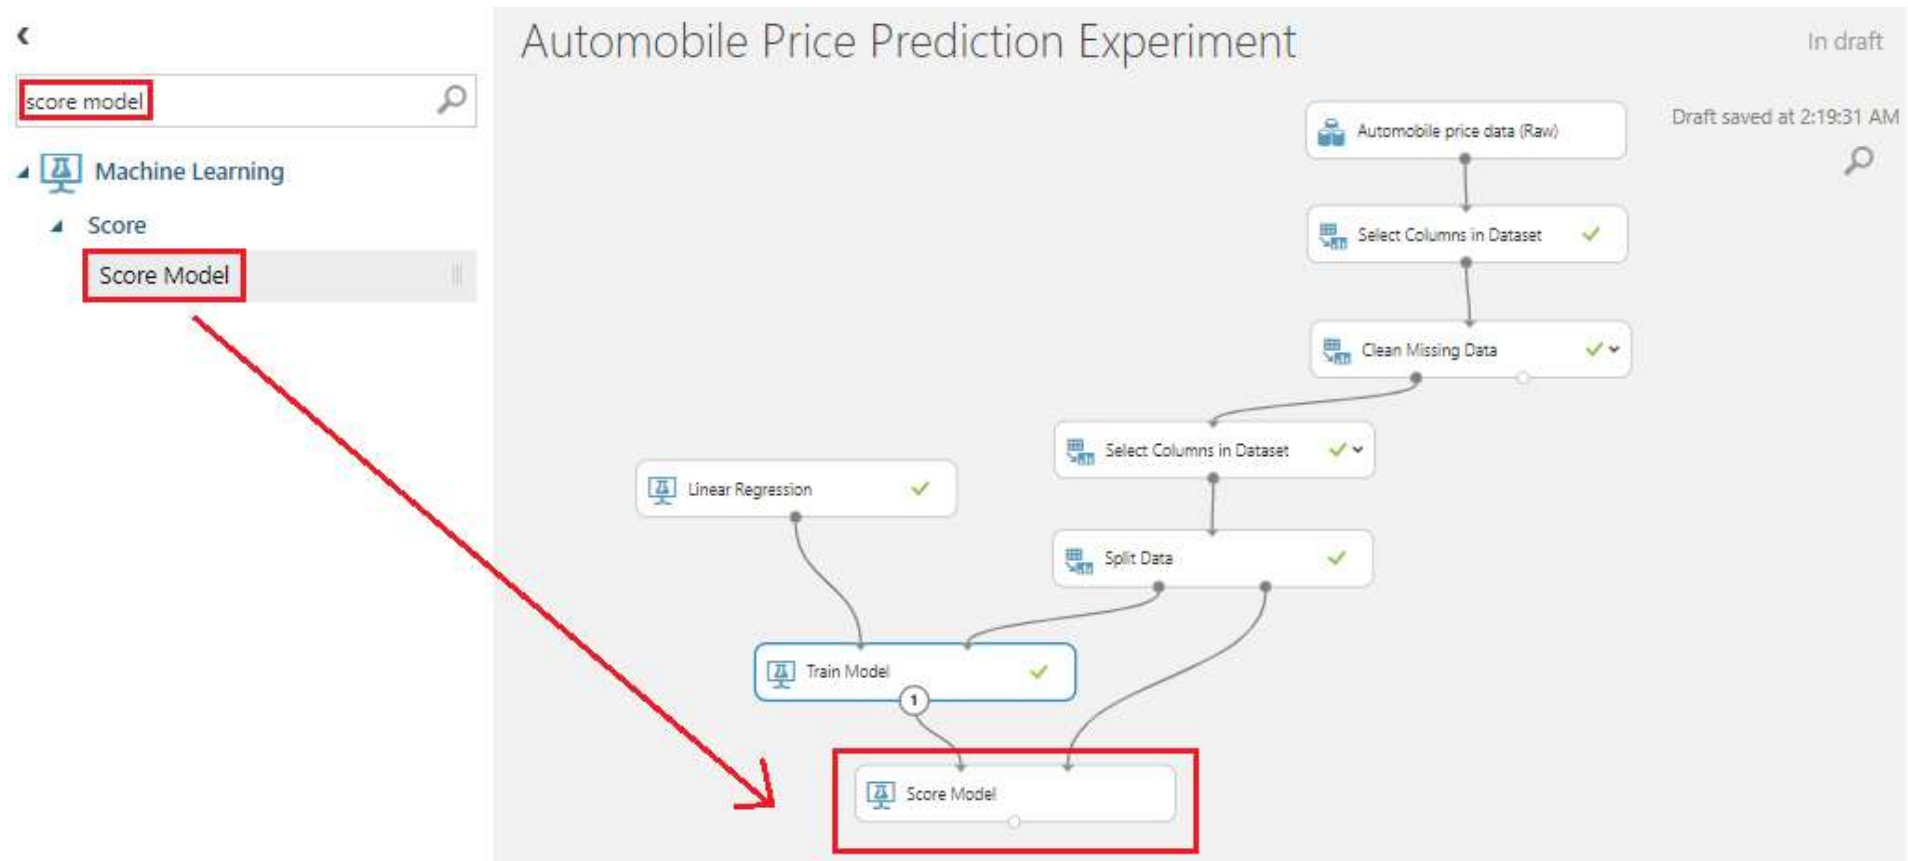 score model
Machine Learning
Score
Score Model
Automobile Price Prediction Experiment
In draft
Draft saved at 2:19:31 AM
Automobile price data (Raw)
Select Columns in Dataset
Clean Missing Data
Select Columns in Dataset
Linear Regression
Split Data
Train Model
1
Score Model